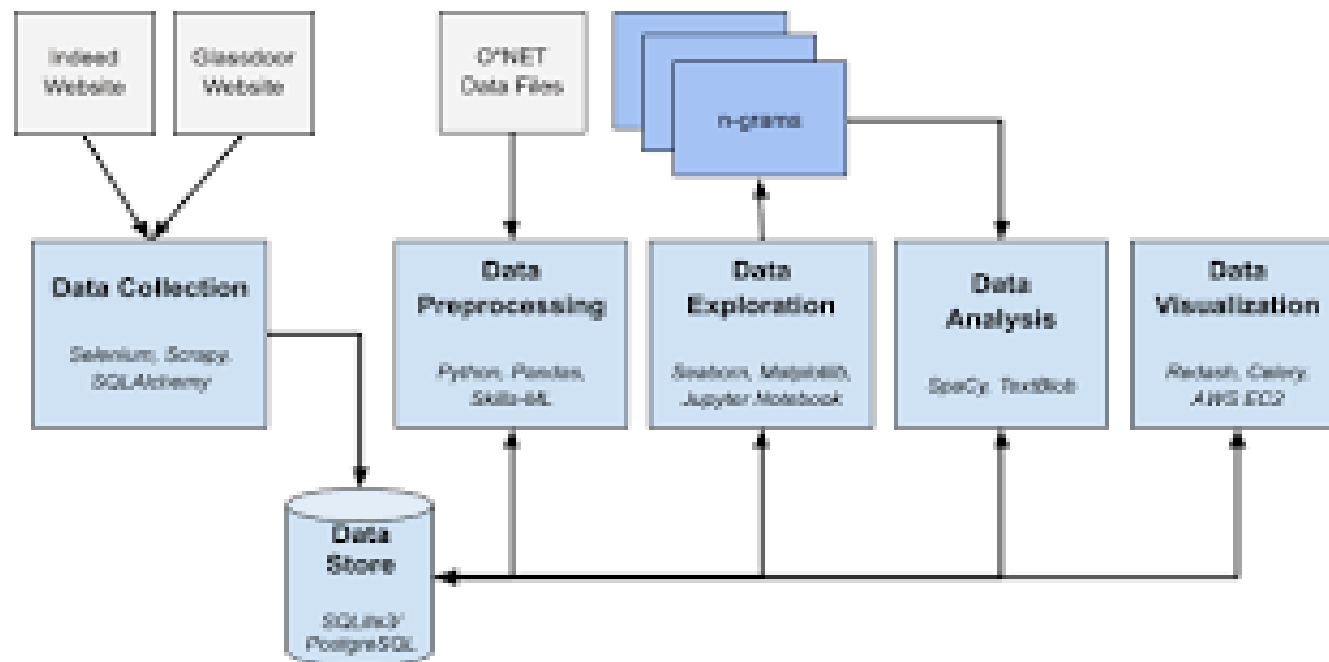 Indeed
Website
Glassdoor
Website
O*NET
Data Files
n-grams
Data Collection
Selenium, Scrapy,
SQLAlchemy
Data
Preprocessing
Python, Pandas,
Skills-ML
Data
Exploration
Seaborn, Matplotlib,
Jupyter Notebook
Data
Analysis
SpaCy, TextBlob
Data
Visualization
Redash, Celery,
AWS EC2
Data
Store
SQLite3/
PostgreSQL